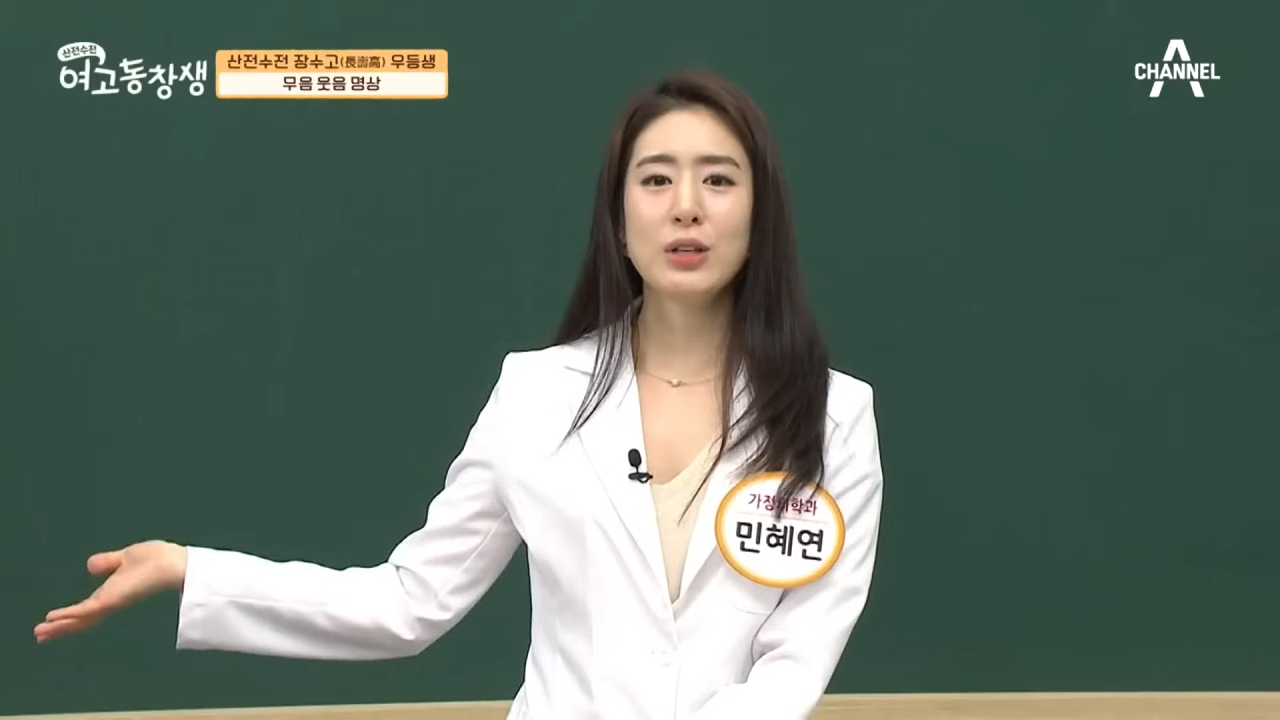 산전수전
여고동창생
산전수전 장수고(長壽高) 우등생
무음 웃음 명상
CHANNEL A
가정의학과
민혜연